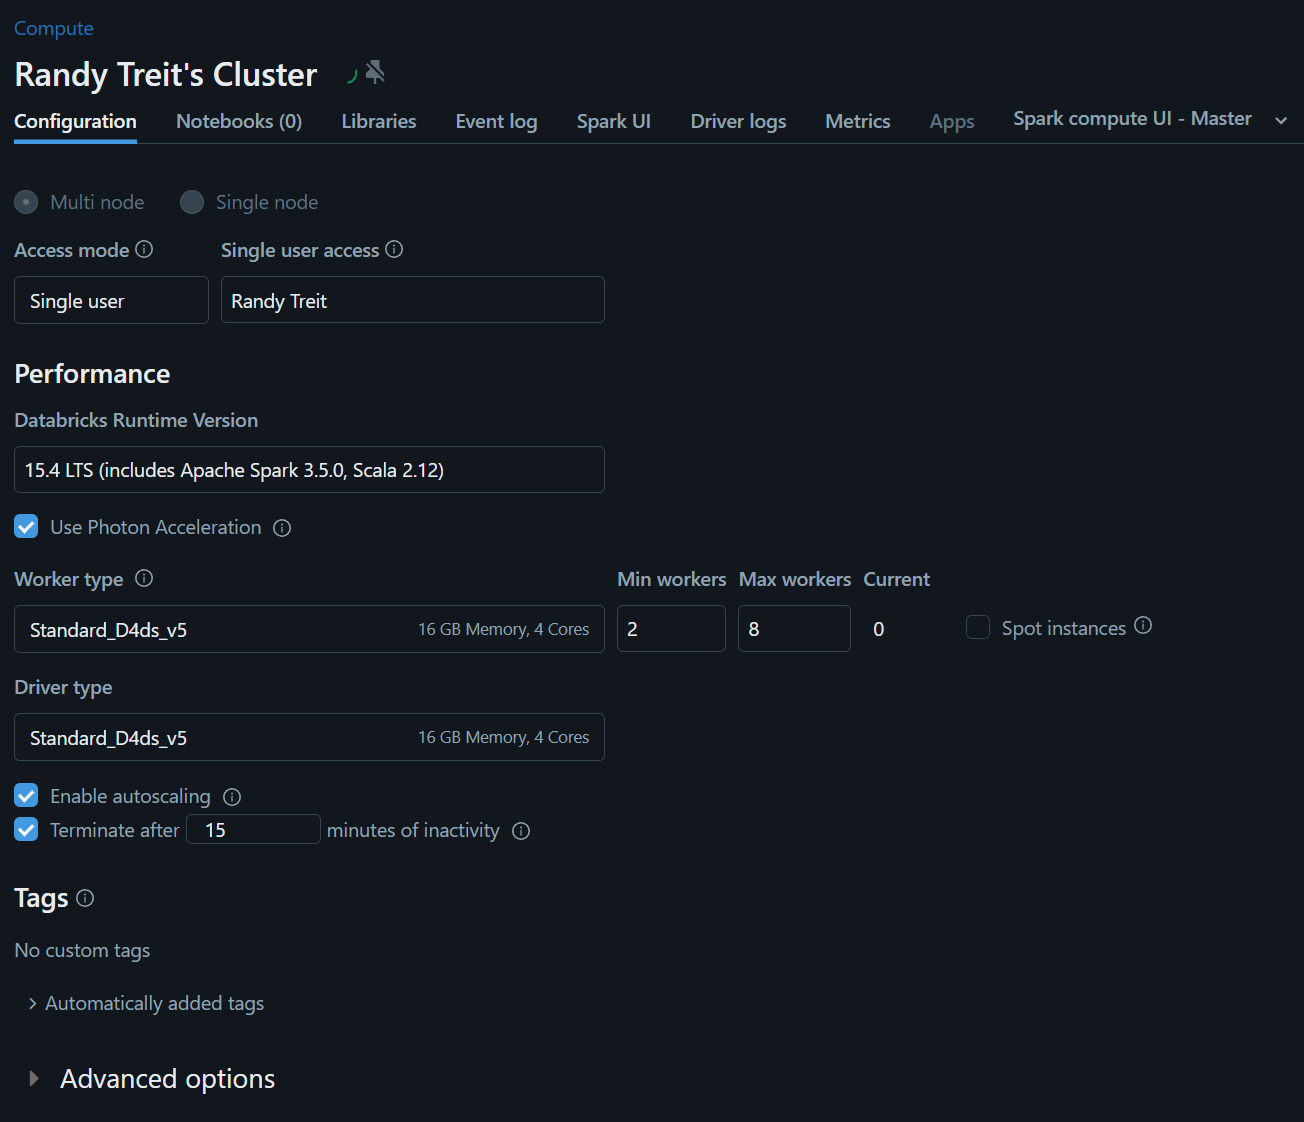 Compute
Randy Treit's Cluster
Configuration Notebooks (0) Libraries Event log Spark UI Driver logs Metrics Apps Spark compute UI - Master
Multi node Single node
Access mode Single user access
Single user Randy Treit
Performance
Databricks Runtime Version
15.4 LTS (includes Apache Spark 3.5.0, Scala 2.12)
Use Photon Acceleration
Worker type Min workers Max workers Current
Standard_D4ds_v5 16 GB Memory, 4 Cores 2 8 0 Spot instances
Driver type
Standard_D4ds_v5 16 GB Memory, 4 Cores
Enable autoscaling
Terminate after 15 minutes of inactivity
Tags
No custom tags
Automatically added tags
Advanced options